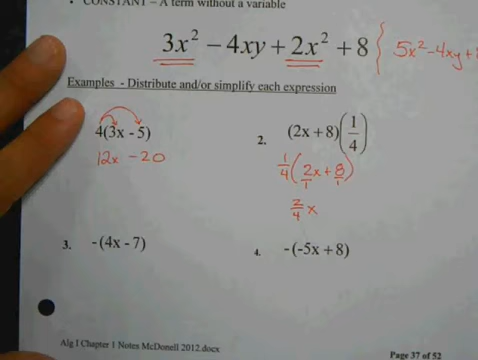 • CONSTANT – A term without a variable
3x² – 4xy + 2x² + 8 { 5x² – 4xy +
Examples - Distribute and/or simplify each expression
4(3x - 5)
12x – 20
2. (2x + 8)(1/4)
1/4(2x/1 + 8/1)
2/4 x
3. -(4x - 7)
4. -(-5x + 8)
Alg I Chapter 1 Notes McDonell 2012.docx
Page 37 of 52